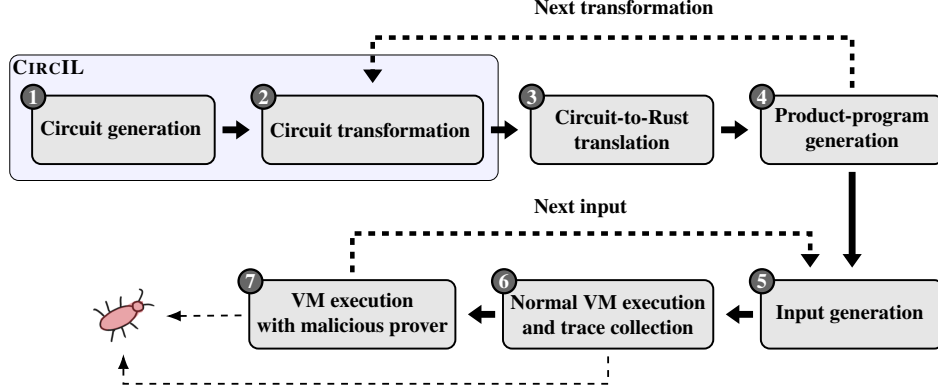 Next transformation
CIRCIL
1
Circuit generation
2
Circuit transformation
3
Circuit-to-Rust
translation
4
Product-program
generation
Next input
7
VM execution
with malicious prover
6
Normal VM execution
and trace collection
5
Input generation